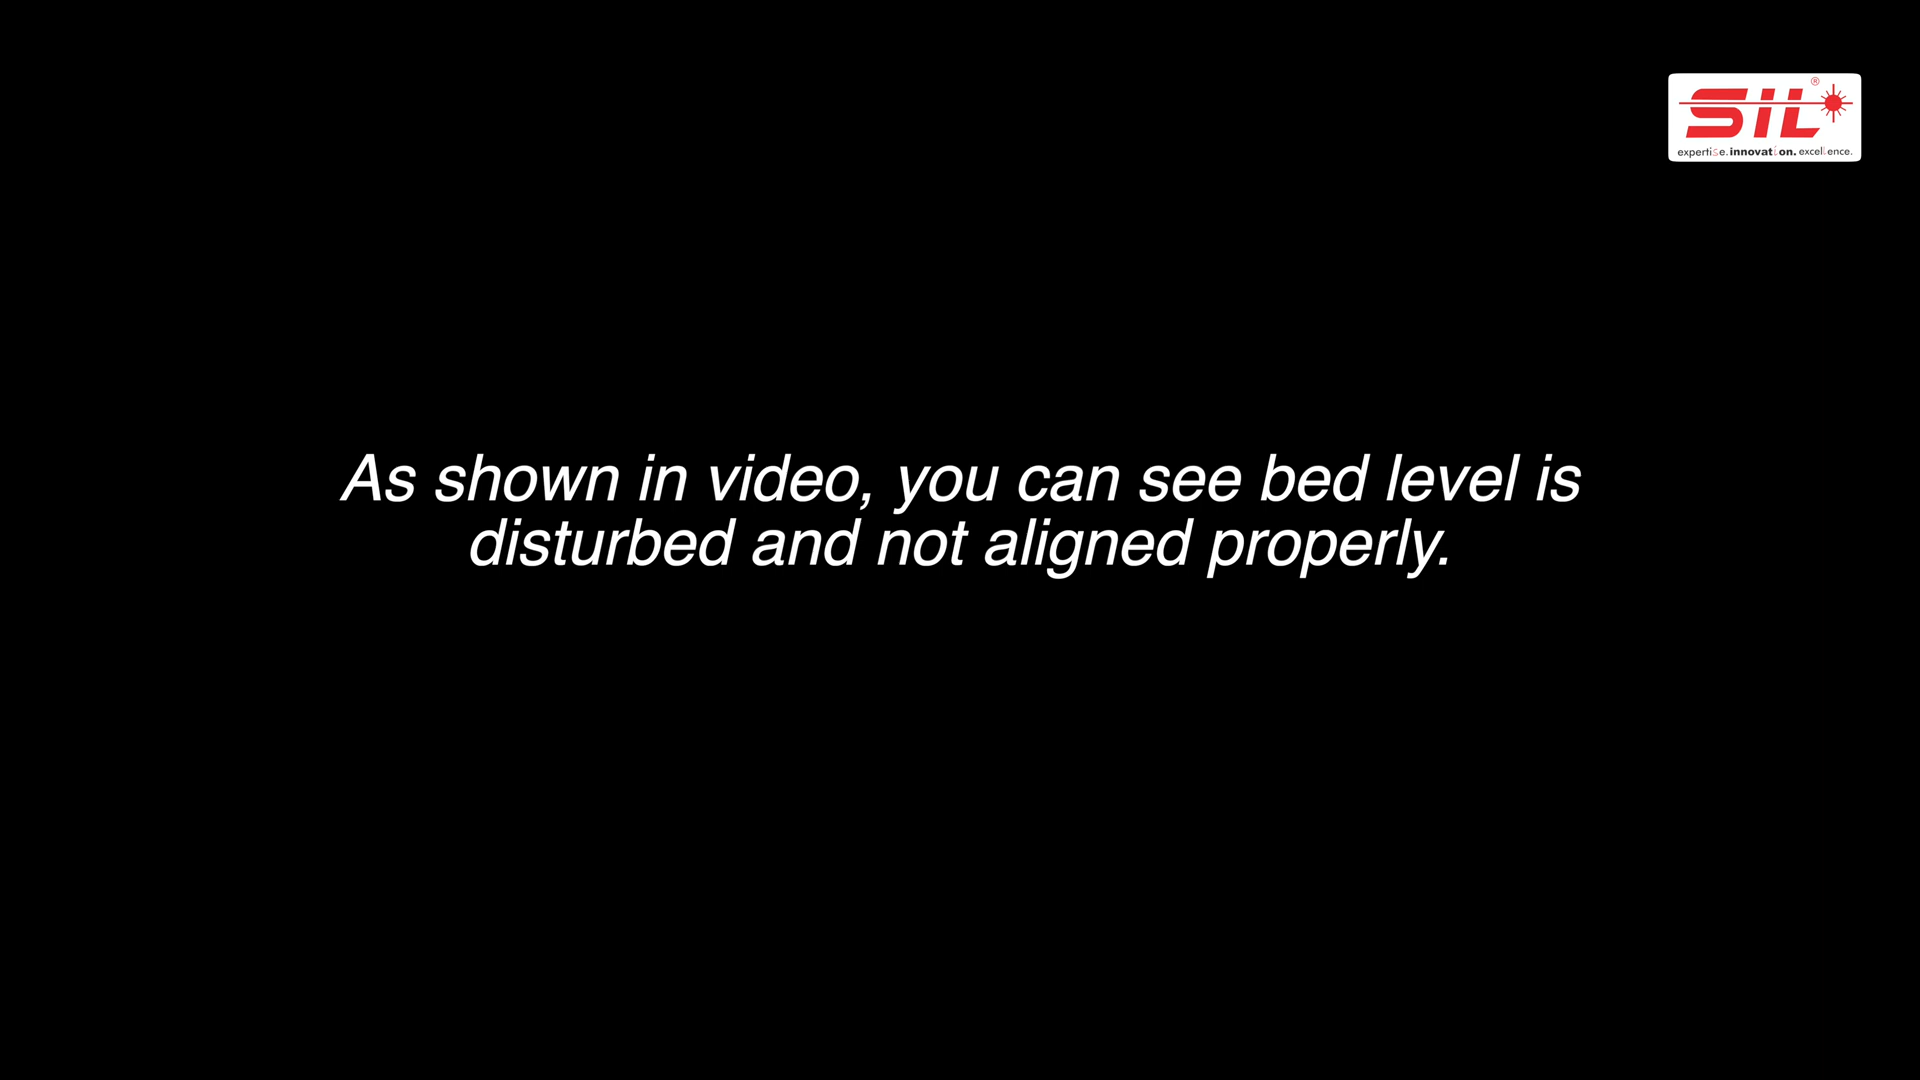 SIL®
expertise.innovation.excellence.
As shown in video, you can see bed level is
disturbed and not aligned properly.